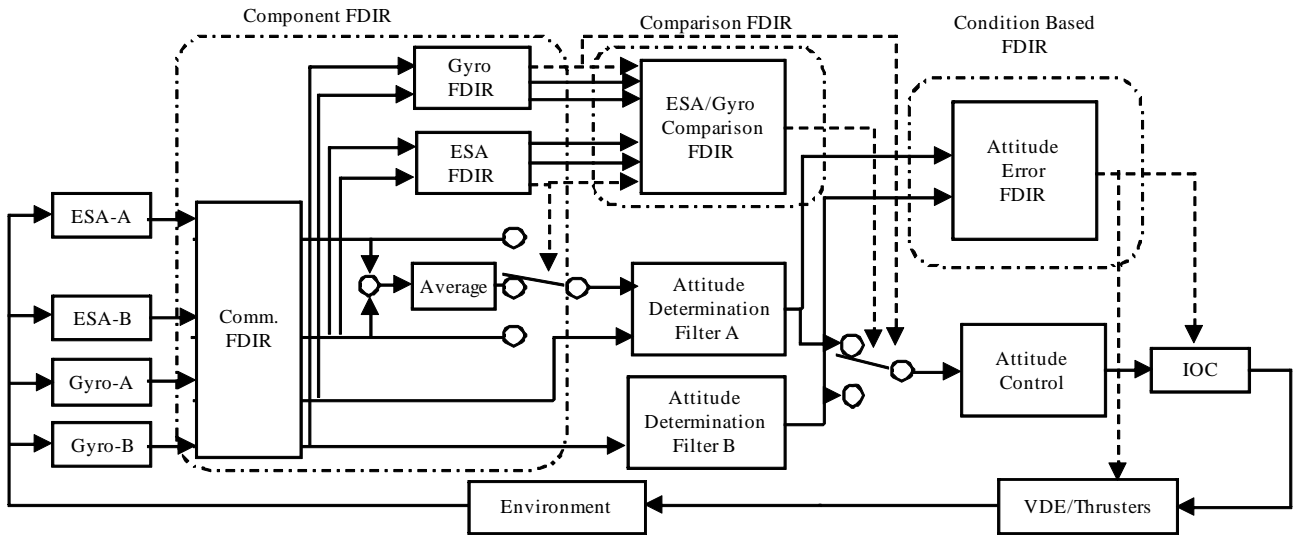 Component FDIR
Comparison FDIR
Condition Based
FDIR
Gyro
FDIR
ESA/Gyro
Comparison
FDIR
Attitude
Error
FDIR
ESA
FDIR
ESA-A
ESA-B
Gyro-A
Gyro-B
Comm.
FDIR
Average
Attitude
Determination
Filter A
Attitude
Determination
Filter B
Attitude
Control
IOC
Environment
VDE/Thrusters